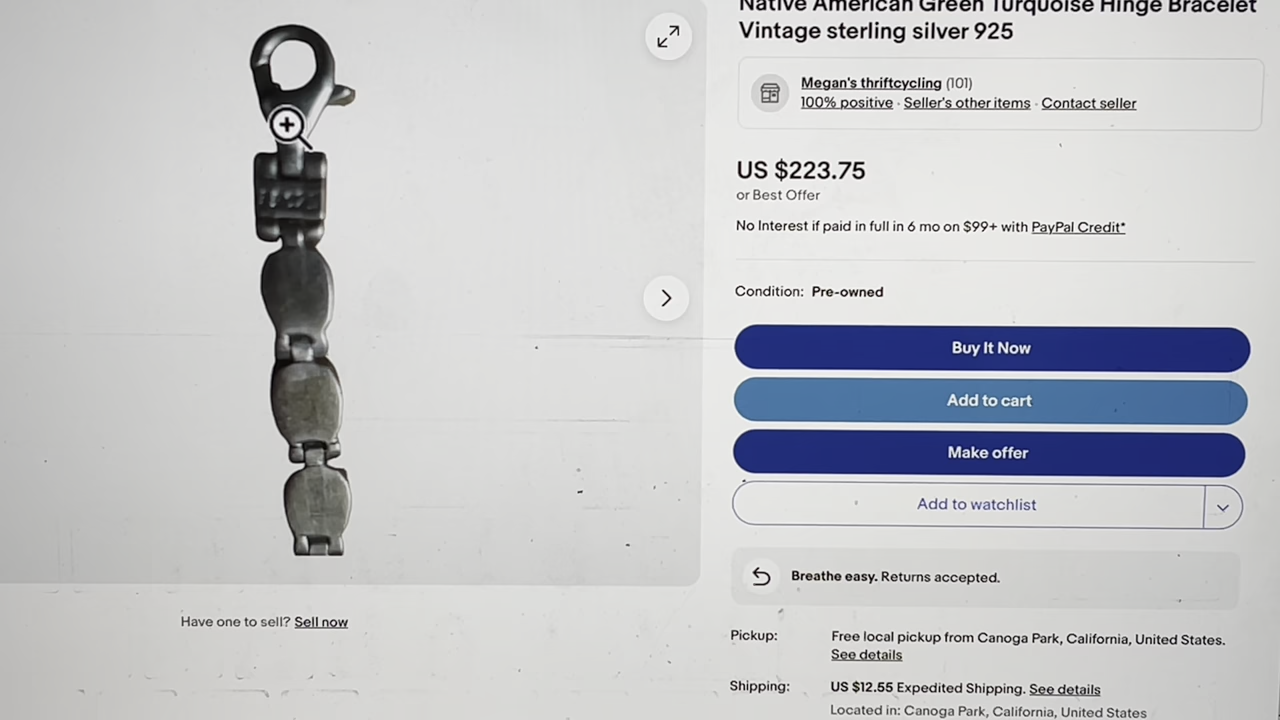 Native American Green Turquoise Hinge Bracelet
Vintage sterling silver 925
Megan's thriftcycling (101)
100% positive · Seller's other items · Contact seller
US $223.75
or Best Offer
No Interest if paid in full in 6 mo on $99+ with PayPal Credit*
Condition: Pre-owned
Buy It Now
Add to cart
Make offer
Add to watchlist
Breathe easy. Returns accepted.
Have one to sell? Sell now
Pickup: Free local pickup from Canoga Park, California, United States.
See details
Shipping: US $12.55 Expedited Shipping. See details
Located in: Canoga Park, California, United States